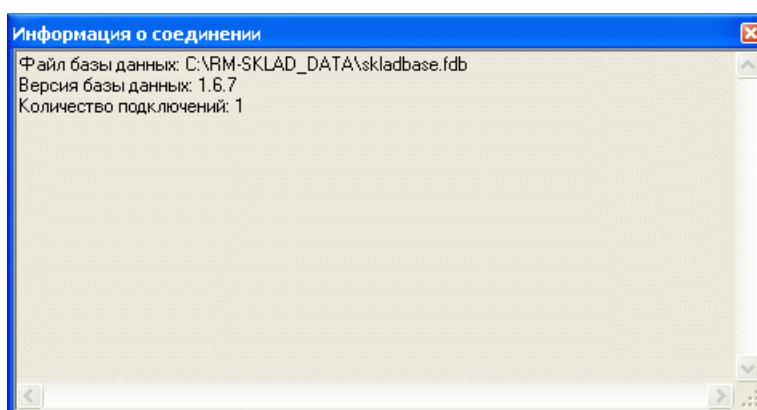 Информация о соединении
Файл базы данных: C:\RM-SKLAD_DATA\skladbase.fdb
Версия базы данных: 1.6.7
Количество подключений: 1